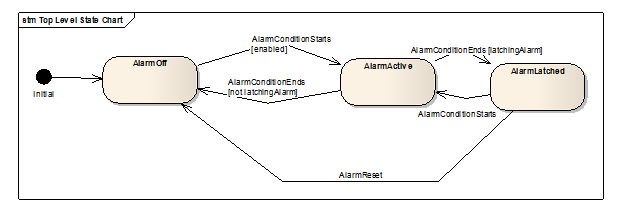 stm Top Level State Chart
AlarmConditionStarts
[enabled]
AlarmConditionEnds [latchingAlarm]
AlarmOff
AlarmActive
AlarmLatched
Initial
AlarmConditionEnds
[not latchingAlarm]
AlarmConditionStarts
AlarmReset